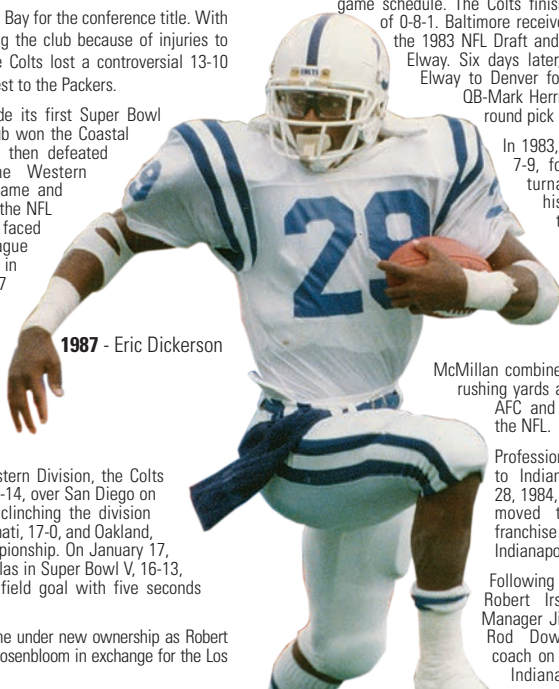 Bay for the conference title. With
g the club because of injuries to
Colts lost a controversial 13-10
est to the Packers.
de its first Super Bowl
b won the Coastal
then defeated
e Western
ame and
the NFL
faced
ague
in
7
1987 - Eric Dickerson
stern Division, the Colts
-14, over San Diego on
clinching the division
nati, 17-0, and Oakland,
pionship. On January 17,
las in Super Bowl V, 16-13,
field goal with five seconds
ne under new ownership as Robert
osenbloom in exchange for the Los
COLTS
29
game schedule. The Colts finis
of 0-8-1. Baltimore receive
the 1983 NFL Draft and
Elway. Six days later,
Elway to Denver fo
QB-Mark Herr
round pick
In 1983,
7-9, fo
turna
his
t
McMillan combine
rushing yards a
AFC and
the NFL.
Profession
to Indian
28, 1984,
moved t
franchise
Indianapo
Following
Robert Irs
Manager Ji
Rod Dow
coach on
Indiana